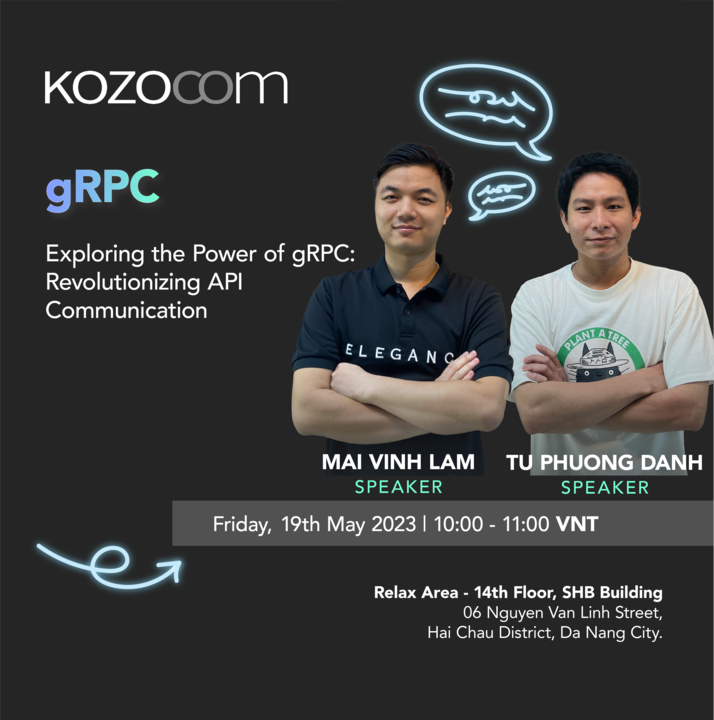 KOZOCOM
gRPC
Exploring the Power of gRPC:
Revolutionizing API
Communication
ELEGANC
PLANT A TREE
MAI VINH LAM
SPEAKER
TU PHUONG DANH
SPEAKER
Friday, 19th May 2023 | 10:00 - 11:00 VNT
Relax Area - 14th Floor, SHB Building
06 Nguyen Van Linh Street,
Hai Chau District, Da Nang City.